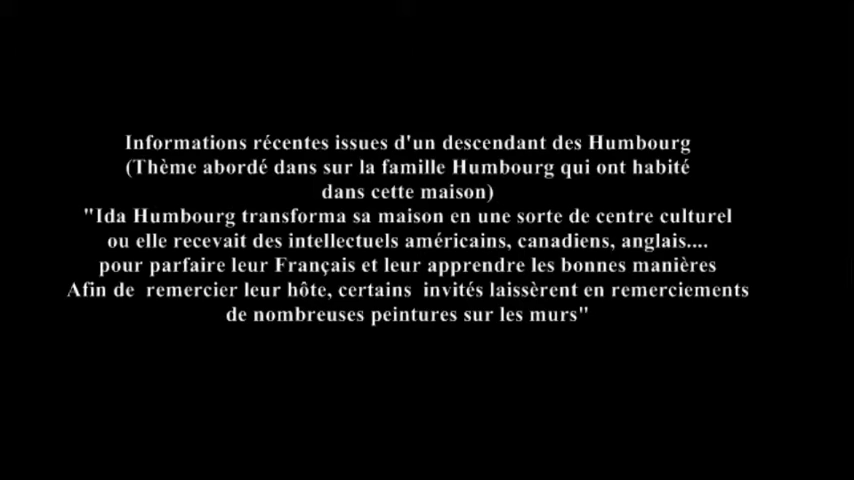 Informations récentes issues d'un descendant des Humbourg
(Thème abordé dans sur la famille Humbourg qui ont habité
dans cette maison)
"Ida Humbourg transforma sa maison en une sorte de centre culturel
ou elle recevait des intellectuels américains, canadiens, anglais....
pour parfaire leur Français et leur apprendre les bonnes manières
Afin de  remercier leur hôte, certains  invités laissèrent en remerciements
de nombreuses peintures sur les murs"